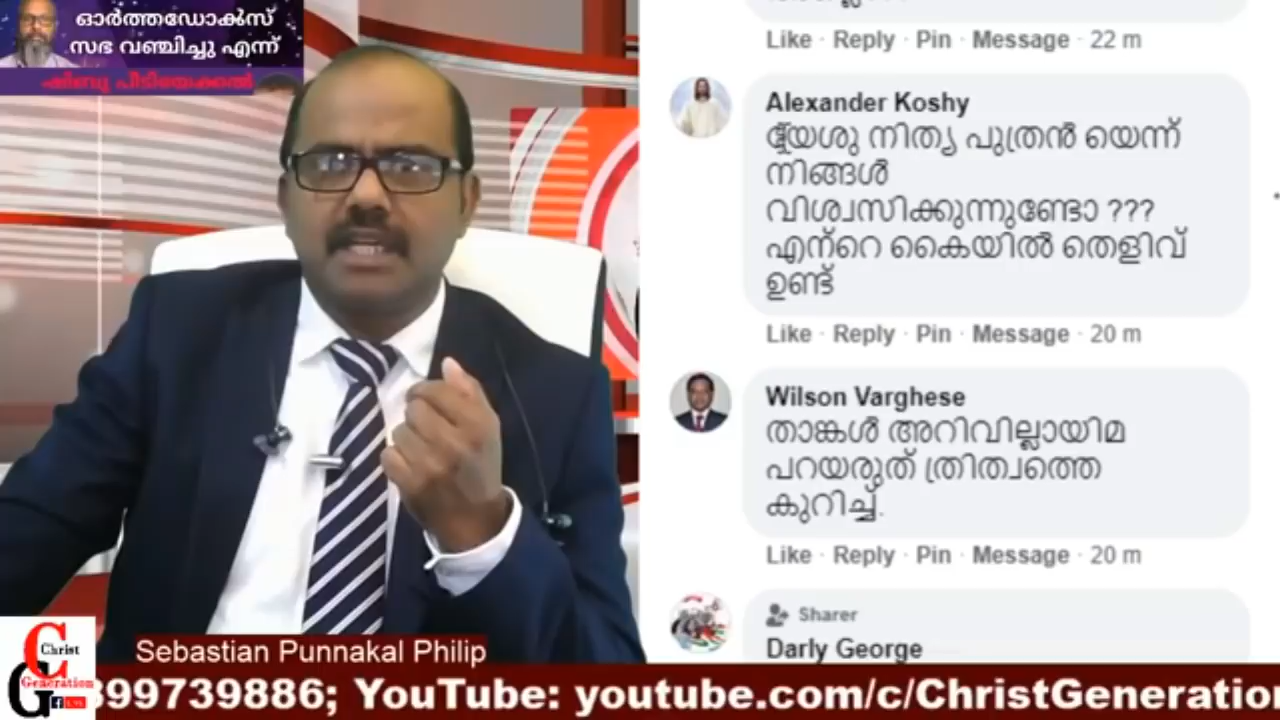 ഓർത്തഡോക്സ്
സഭ വഞ്ചിച്ചു എന്ന്
ഷിബു പീടിയെക്കൽ
Like · Reply · Pin · Message · 22 m
Alexander Koshy
യേശു നിത്യ പുത്രൻ യെന്ന്
നിങ്ങൾ
വിശ്വസിക്കുന്നുണ്ടോ ???
എന്റെ കൈയിൽ തെളിവ്
ഉണ്ട്
Like · Reply · Pin · Message · 20 m
Wilson Varghese
താങ്കൾ അറിവില്ലായിമ
പറയരുത് ത്രിത്വത്തെ
കുറിച്ച്.
Like · Reply · Pin · Message · 20 m
Sharer
Darly George
Sebastian Punnakal Philip
Christ
Generation
899739886; YouTube: youtube.com/c/ChristGeneration